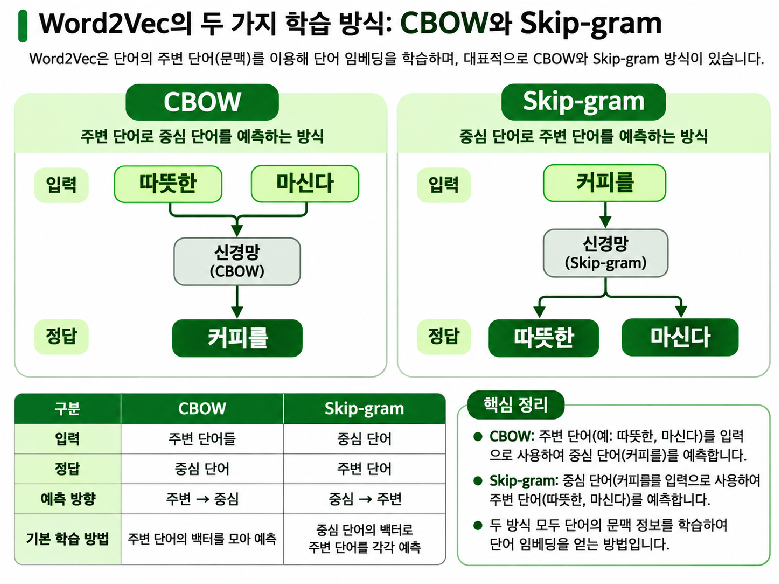 Word2Vec의 두 가지 학습 방식: CBOW와 Skip-gram
Word2Vec은 단어의 주변 단어(문맥)를 이용해 단어 임베딩을 학습하며, 대표적으로 CBOW와 Skip-gram 방식이 있습니다.
CBOW
주변 단어로 중심 단어를 예측하는 방식
입력
따뜻한
마신다
신경망
(CBOW)
정답
커피를
Skip-gram
중심 단어로 주변 단어를 예측하는 방식
입력
커피를
신경망
(Skip-gram)
정답
따뜻한
마신다
구분 CBOW Skip-gram
입력 주변 단어들 중심 단어
정답 중심 단어 주변 단어
예측 방향 주변 → 중심 중심 → 주변
기본 학습 방법 주변 단어의 백터를 모아 예측 중심 단어의 백터로
주변 단어를 각각 예측
핵심 정리
● CBOW: 주변 단어(예: 따뜻한, 마신다)를 입력
으로 사용하여 중심 단어(커피를)를 예측합니다.
● Skip-gram: 중심 단어(커피를를 입력으로 사용하여
주변 단어(따뜻한, 마신다)를 예측합니다.
● 두 방식 모두 단어의 문맥 정보를 학습하여
단어 임베딩을 얻는 방법입니다.